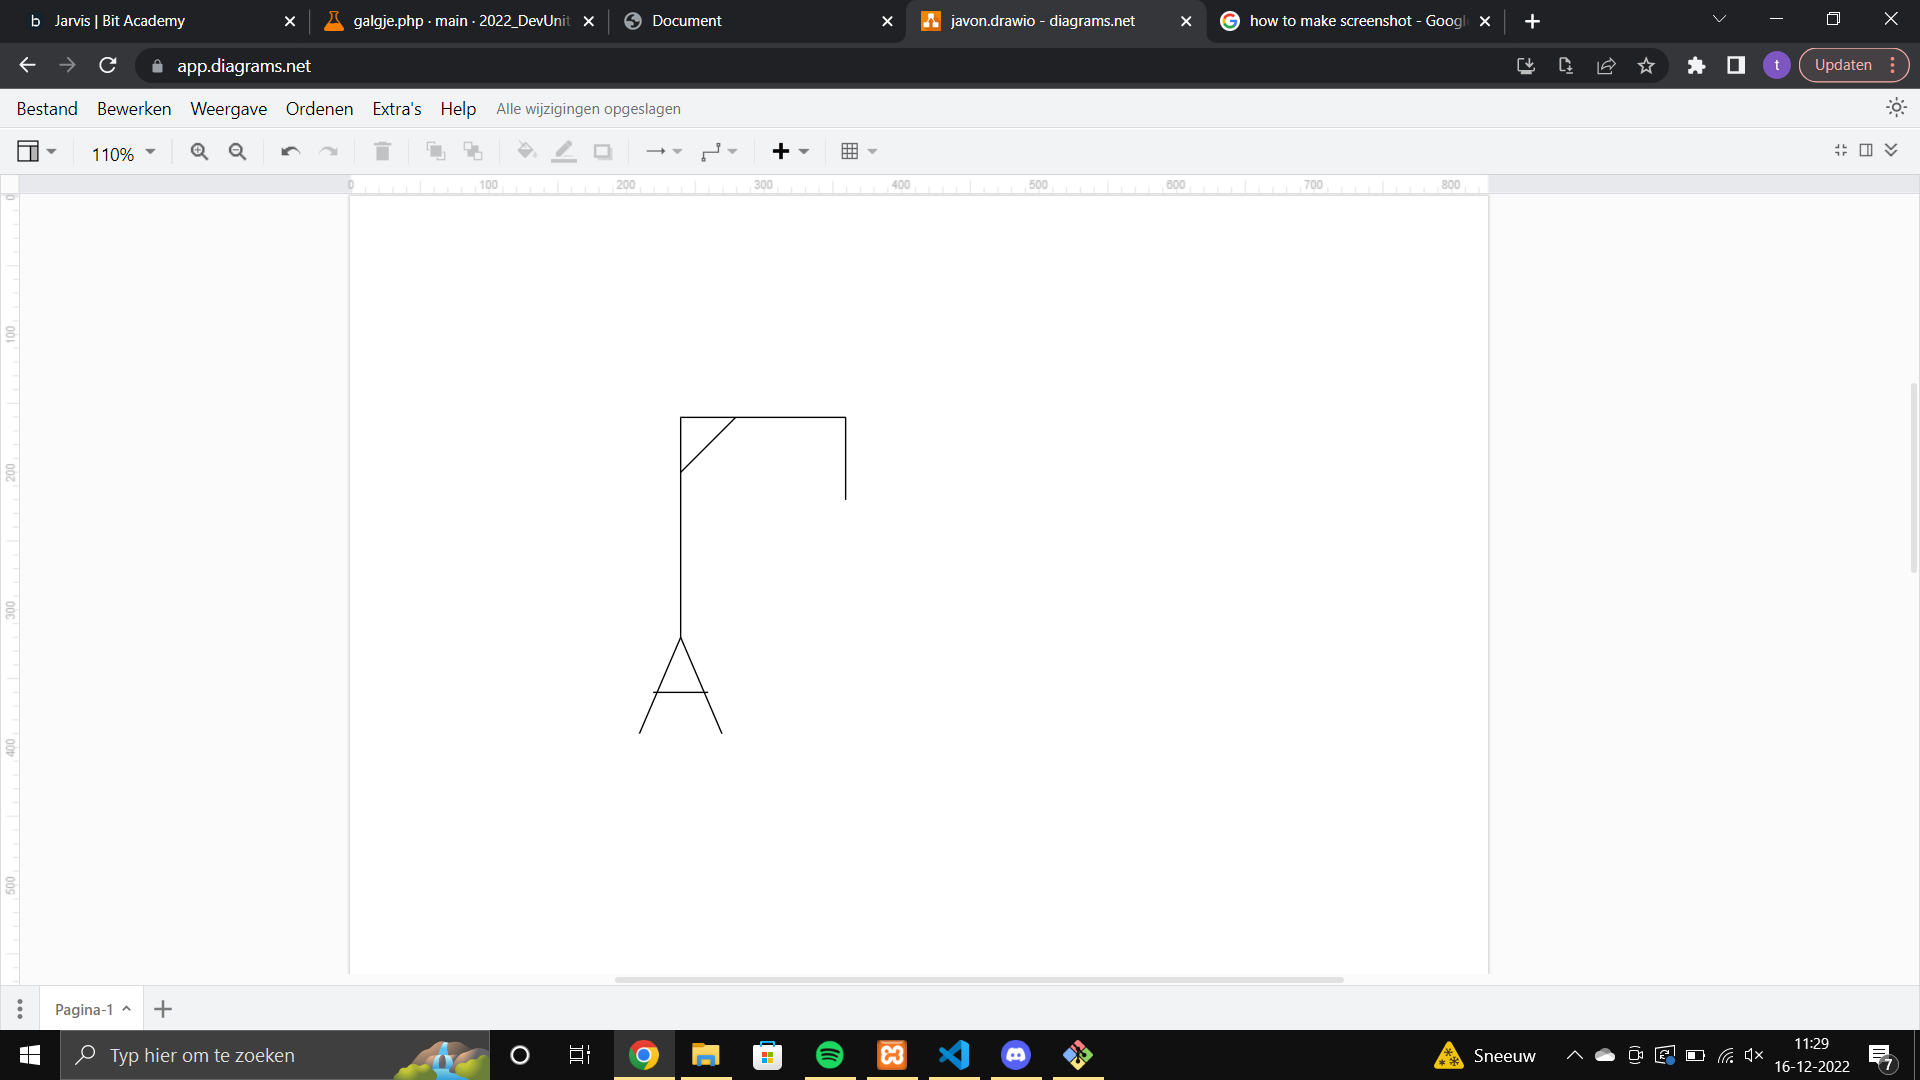 Jarvis | Bit Academy
galgje.php · main · 2022_DevUnit
Document
javon.drawio - diagrams.net
how to make screenshot - Googl
app.diagrams.net
t
Updaten
Bestand Bewerken Weergave Ordenen Extra's Help Alle wijzigingen opgeslagen
110%
0 100 200 300 400 500 600 700 800
0
100
200
300
400
500
Pagina-1
Typ hier om te zoeken
Sneeuw
11:29
16-12-2022
7